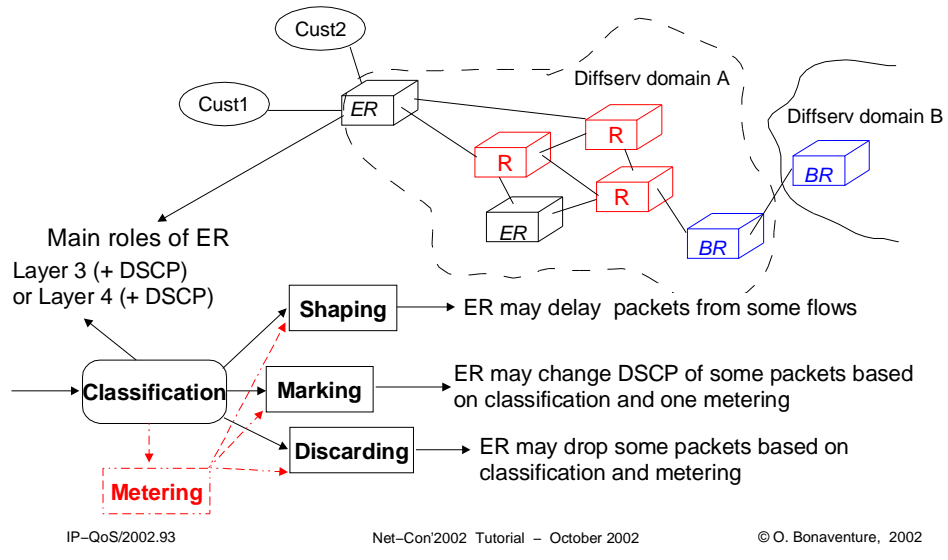 Cust2
Cust1
ER
Diffserv domain A
Diffserv domain B
R
R
R
ER
BR
BR
Main roles of ER
Layer 3 (+ DSCP)
or Layer 4 (+ DSCP)
Shaping
ER may delay packets from some flows
Classification
Marking
ER may change DSCP of some packets based
on classification and one metering
Discarding
ER may drop some packets based on
classification and metering
Metering
IP−QoS/2002.93
Net−Con'2002 Tutorial − October 2002
© O. Bonaventure, 2002